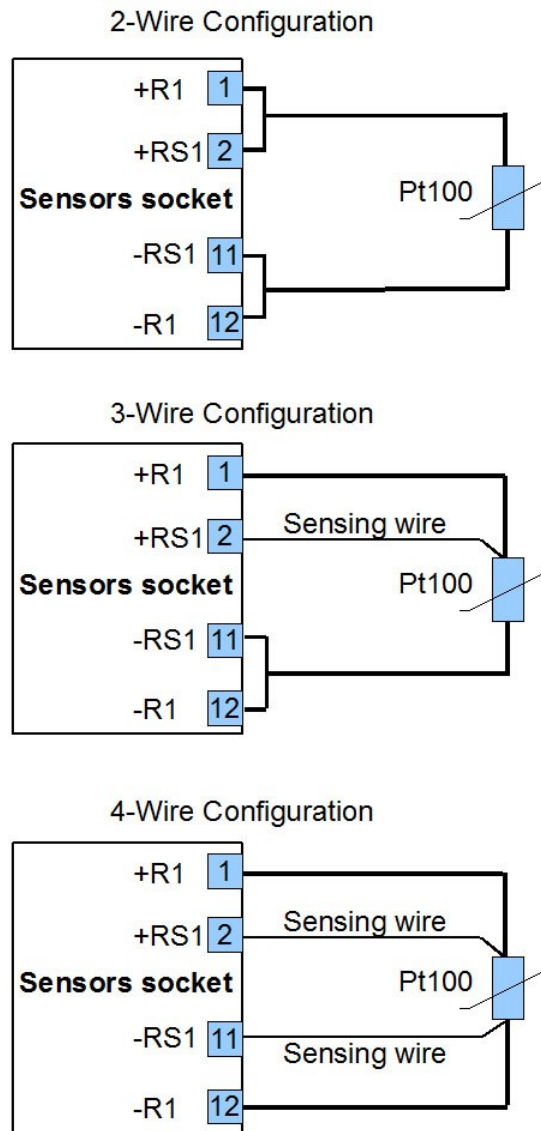 2-Wire Configuration
+R1 1
+RS1 2
Sensors socket
Pt100
-RS1 11
-R1 12
3-Wire Configuration
+R1 1
+RS1 2 Sensing wire
Sensors socket Pt100
-RS1 11
-R1 12
4-Wire Configuration
+R1 1
+RS1 2 Sensing wire
Sensors socket Pt100
-RS1 11
Sensing wire
-R1 12